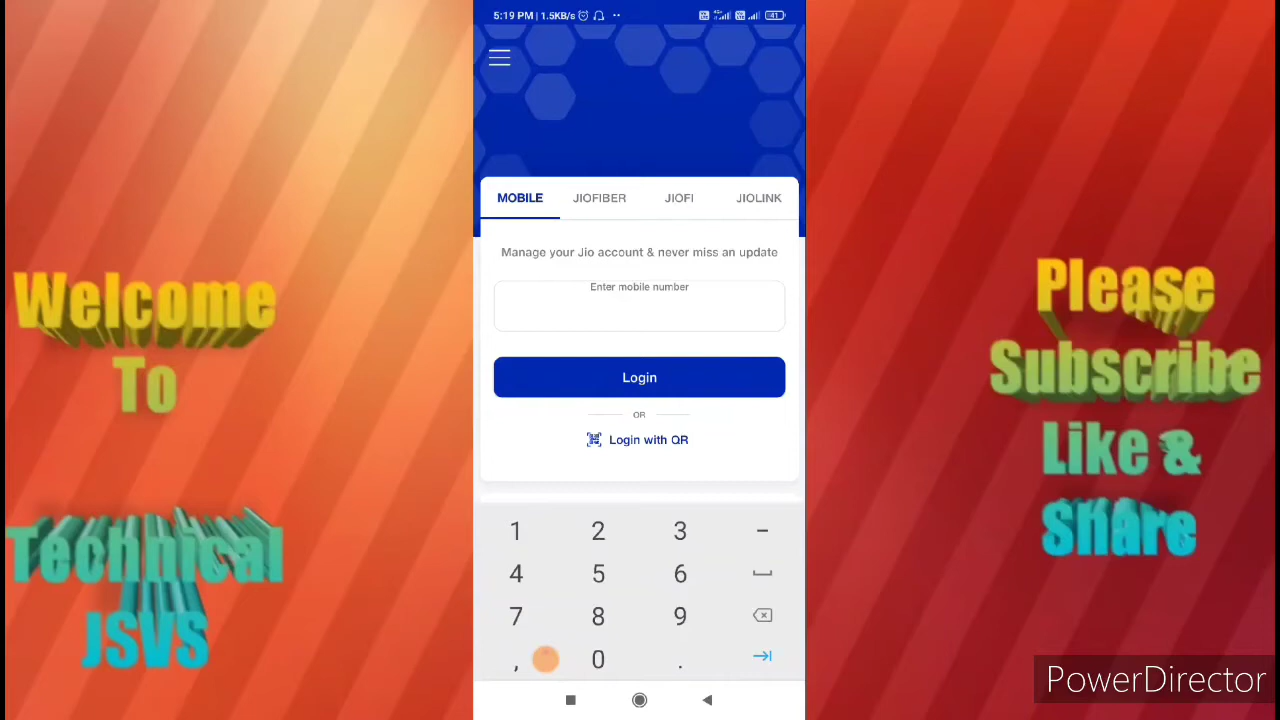 Welcome
To
Technical
JSVS
5:19 PM | 1.5KB/s
41
MOBILE
JIOFIBER
JIOFI
JIOLINK
Manage your Jio account & never miss an update
Enter mobile number
Login
OR
Login with QR
1 2 3 -
4 5 6
7 8 9
, 0 .
Please
Subscribe
Like &
Share
PowerDirector